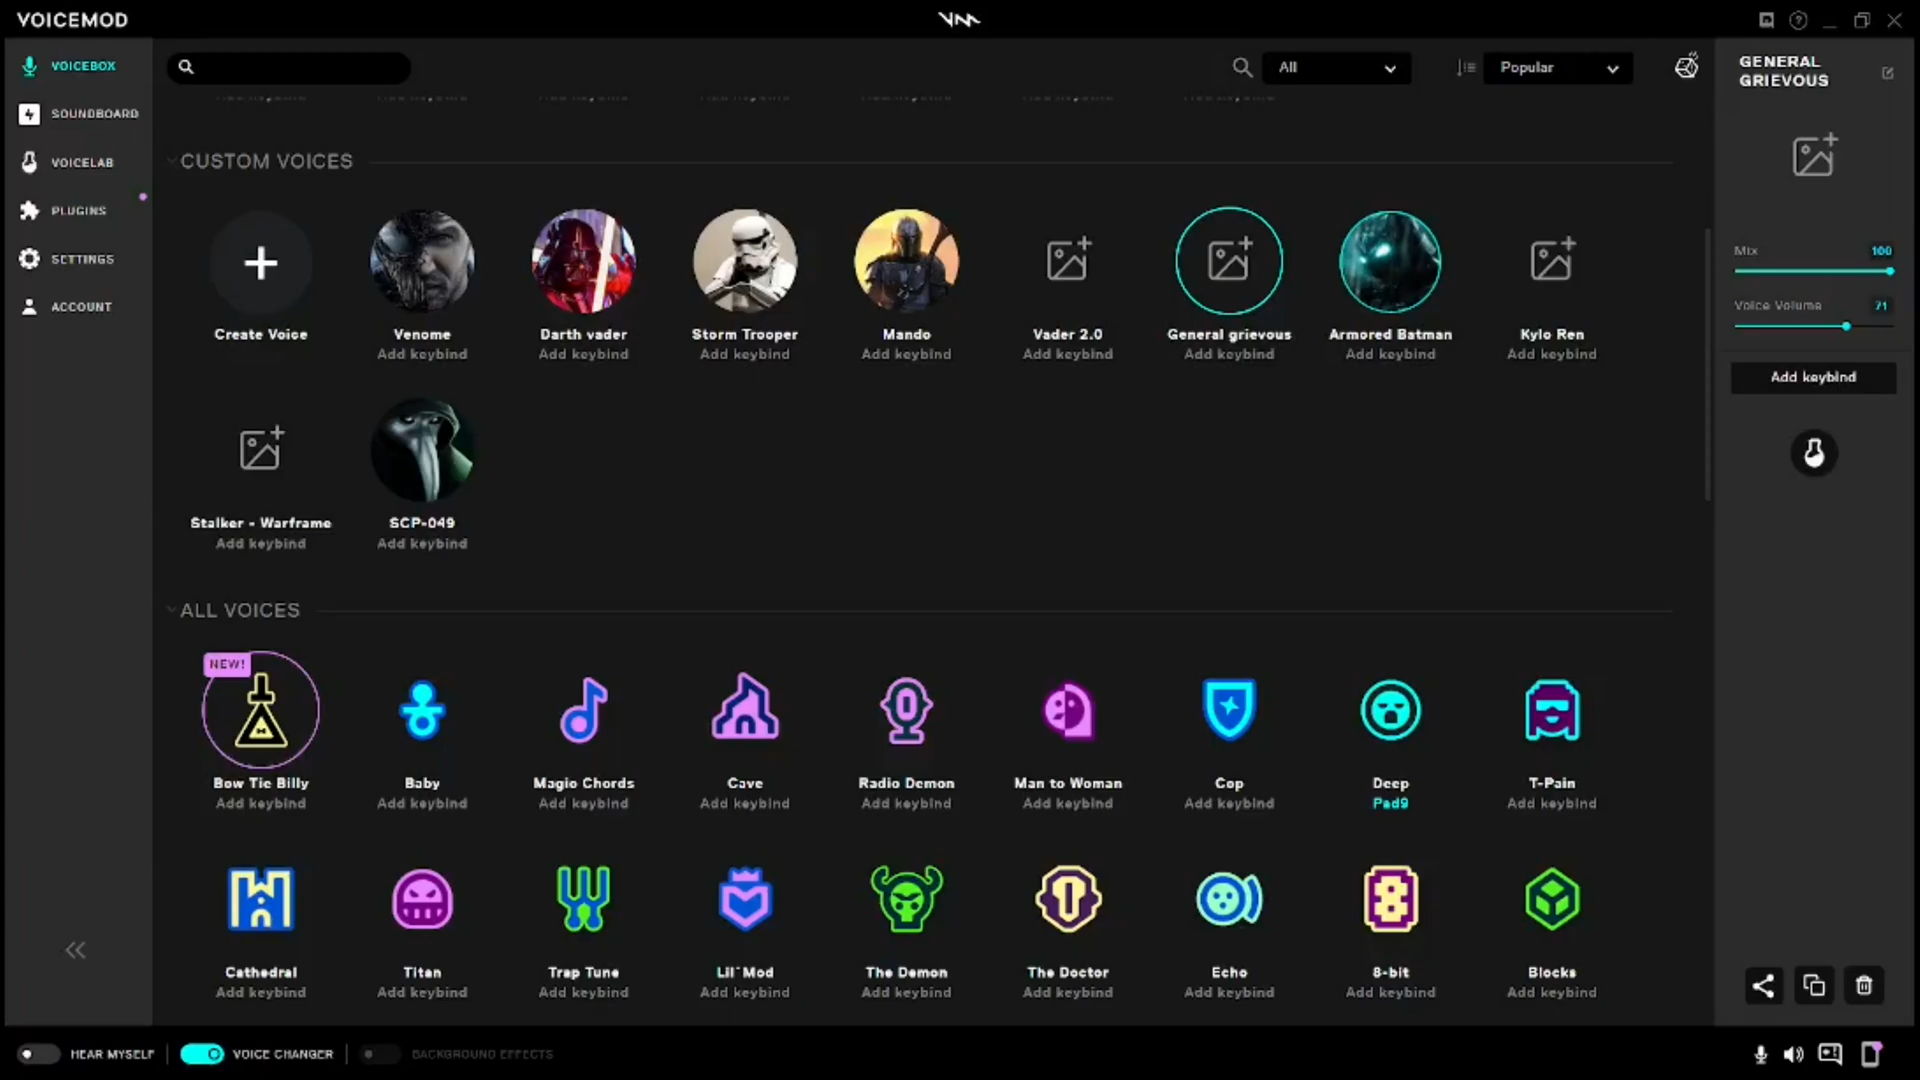 VOICEMOD
VOICEBOX
SOUNDBOARD
VOICELAB
PLUGINS
SETTINGS
ACCOUNT
All
Popular
GENERAL
GRIEVOUS
CUSTOM VOICES
Create Voice
Venome
Darth vader
Storm Trooper
Mando
Vader 2.0
General grievous
Armored Batman
Kylo Ren
Add keybind
Add keybind
Add keybind
Add keybind
Add keybind
Add keybind
Add keybind
Add keybind
Stalker - Warframe
SCP-049
Add keybind
Add keybind
Mix
100
Voice Volume
71
Add keybind
ALL VOICES
NEW!
Bow Tie Billy
Baby
Magic Chords
Cave
Radio Demon
Man to Woman
Cop
Deep
T-Pain
Add keybind
Add keybind
Add keybind
Add keybind
Add keybind
Add keybind
Add keybind
Pad9
Add keybind
8
Cathedral
Titan
Trap Tune
Lil´Mod
The Demon
The Doctor
Echo
8-bit
Blocks
Add keybind
Add keybind
Add keybind
Add keybind
Add keybind
Add keybind
Add keybind
Add keybind
Add keybind
HEAR MYSELF
VOICE CHANGER
BACKGROUND EFFECTS